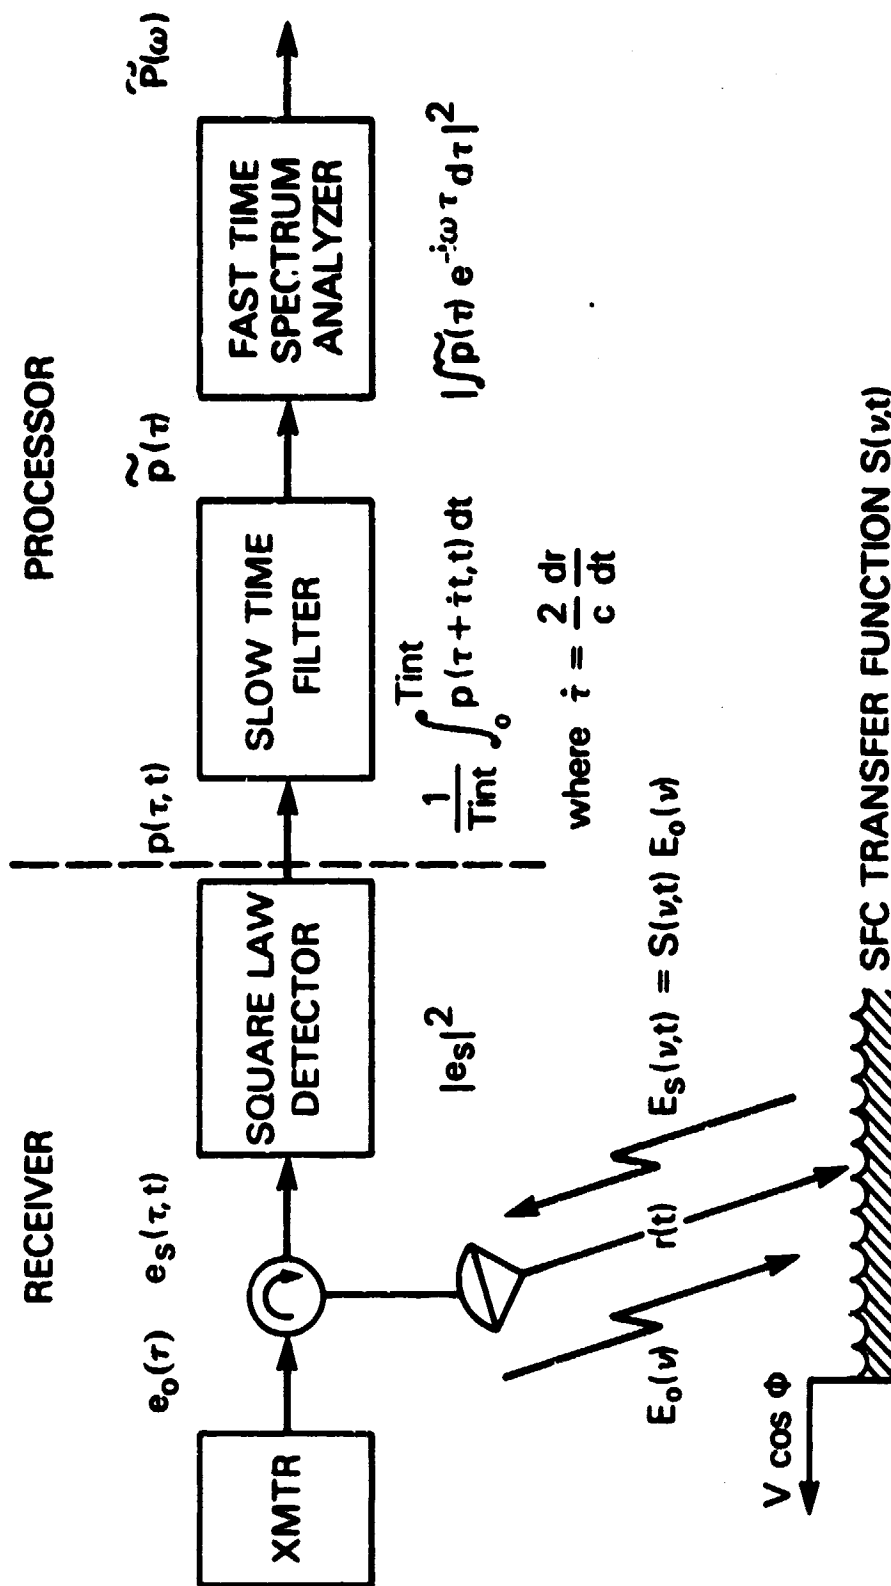 RECEIVER
PROCESSOR
XMTR
e₀(τ)
e_S(τ,t)
SQUARE LAW
DETECTOR
|e_S|²
p(τ,t)
SLOW TIME
FILTER
p̃(τ)
1/Tint ∫₀^Tint p(τ + τ̇t,t) dt
where τ̇ = 2/c dr/dt
FAST TIME
SPECTRUM
ANALYZER
P̃(ω)
|∫p̃(τ) e^-iωτ dτ|²
E₀(ν)
r(t)
E_S(ν,t) = S(ν,t) E₀(ν)
V cos Φ
SFC TRANSFER FUNCTION S(ν,t)